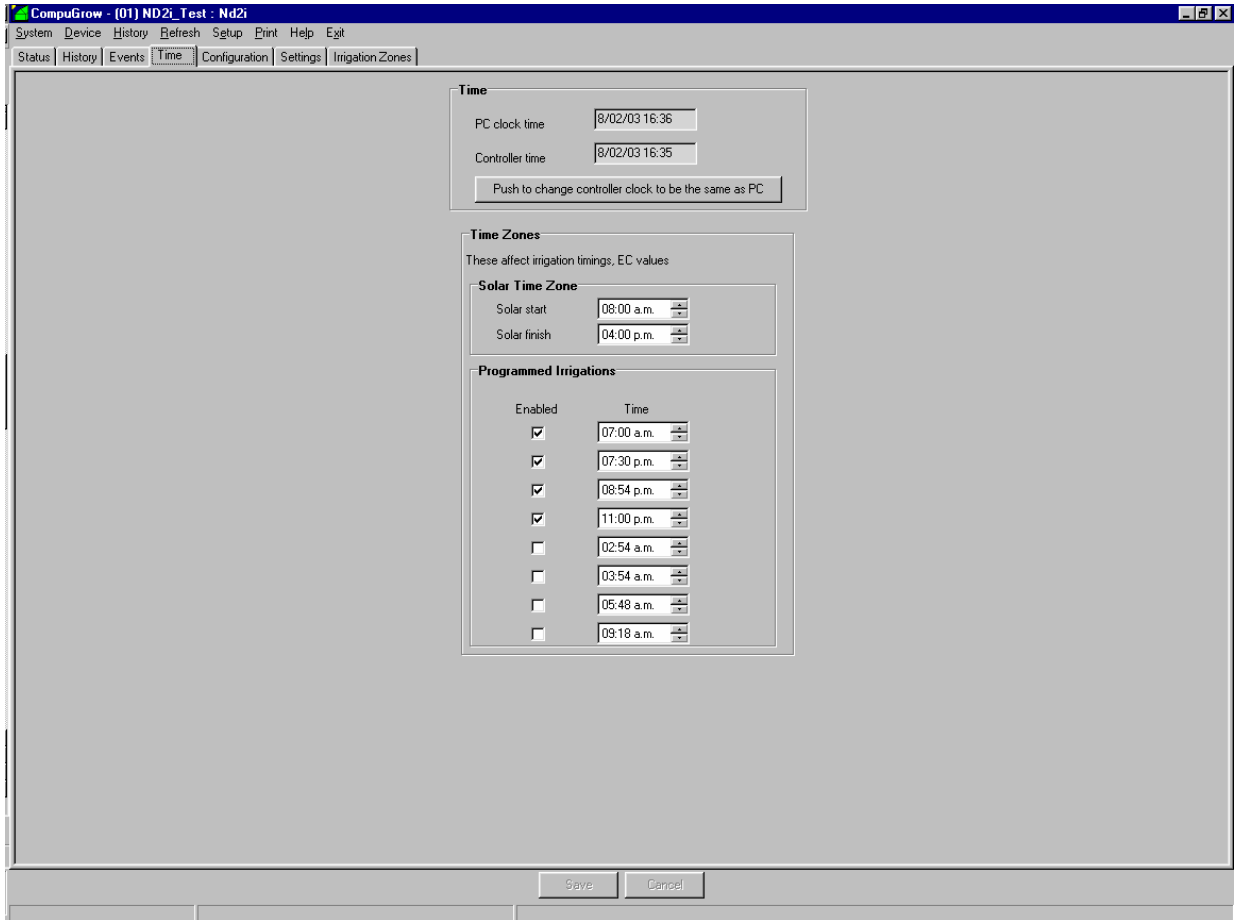 CompuGrow - (01) ND2i_Test : Nd2i
System Device History Refresh Setup Print Help Exit
Status History Events Time Configuration Settings Irrigation Zones
Time
PC clock time 8/02/03 16:36
Controller time 8/02/03 16:35
Push to change controller clock to be the same as PC
Time Zones
These affect irrigation timings, EC values
Solar Time Zone
Solar start 08:00 a.m.
Solar finish 04:00 p.m.
Programmed Irrigations
Enabled Time
07:00 a.m.
07:30 p.m.
08:54 p.m.
11:00 p.m.
02:54 a.m.
03:54 a.m.
05:48 a.m.
09:18 a.m.
Save Cancel